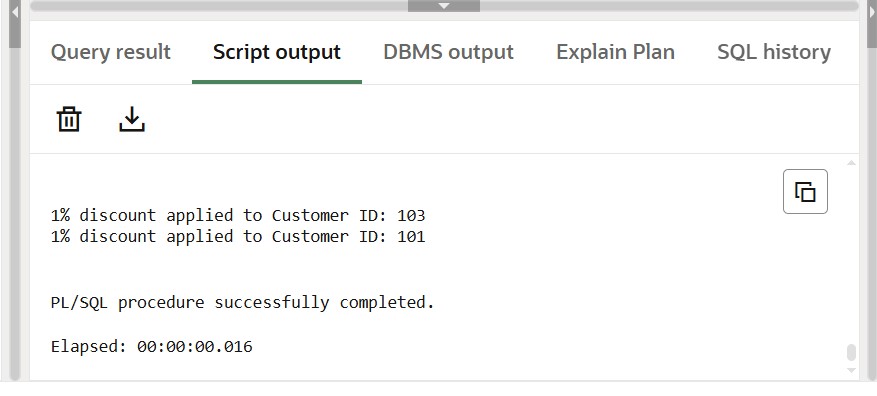 Query result Script output DBMS output Explain Plan SQL history
1% discount applied to Customer ID: 103
1% discount applied to Customer ID: 101
PL/SQL procedure successfully completed.
Elapsed: 00:00:00.016